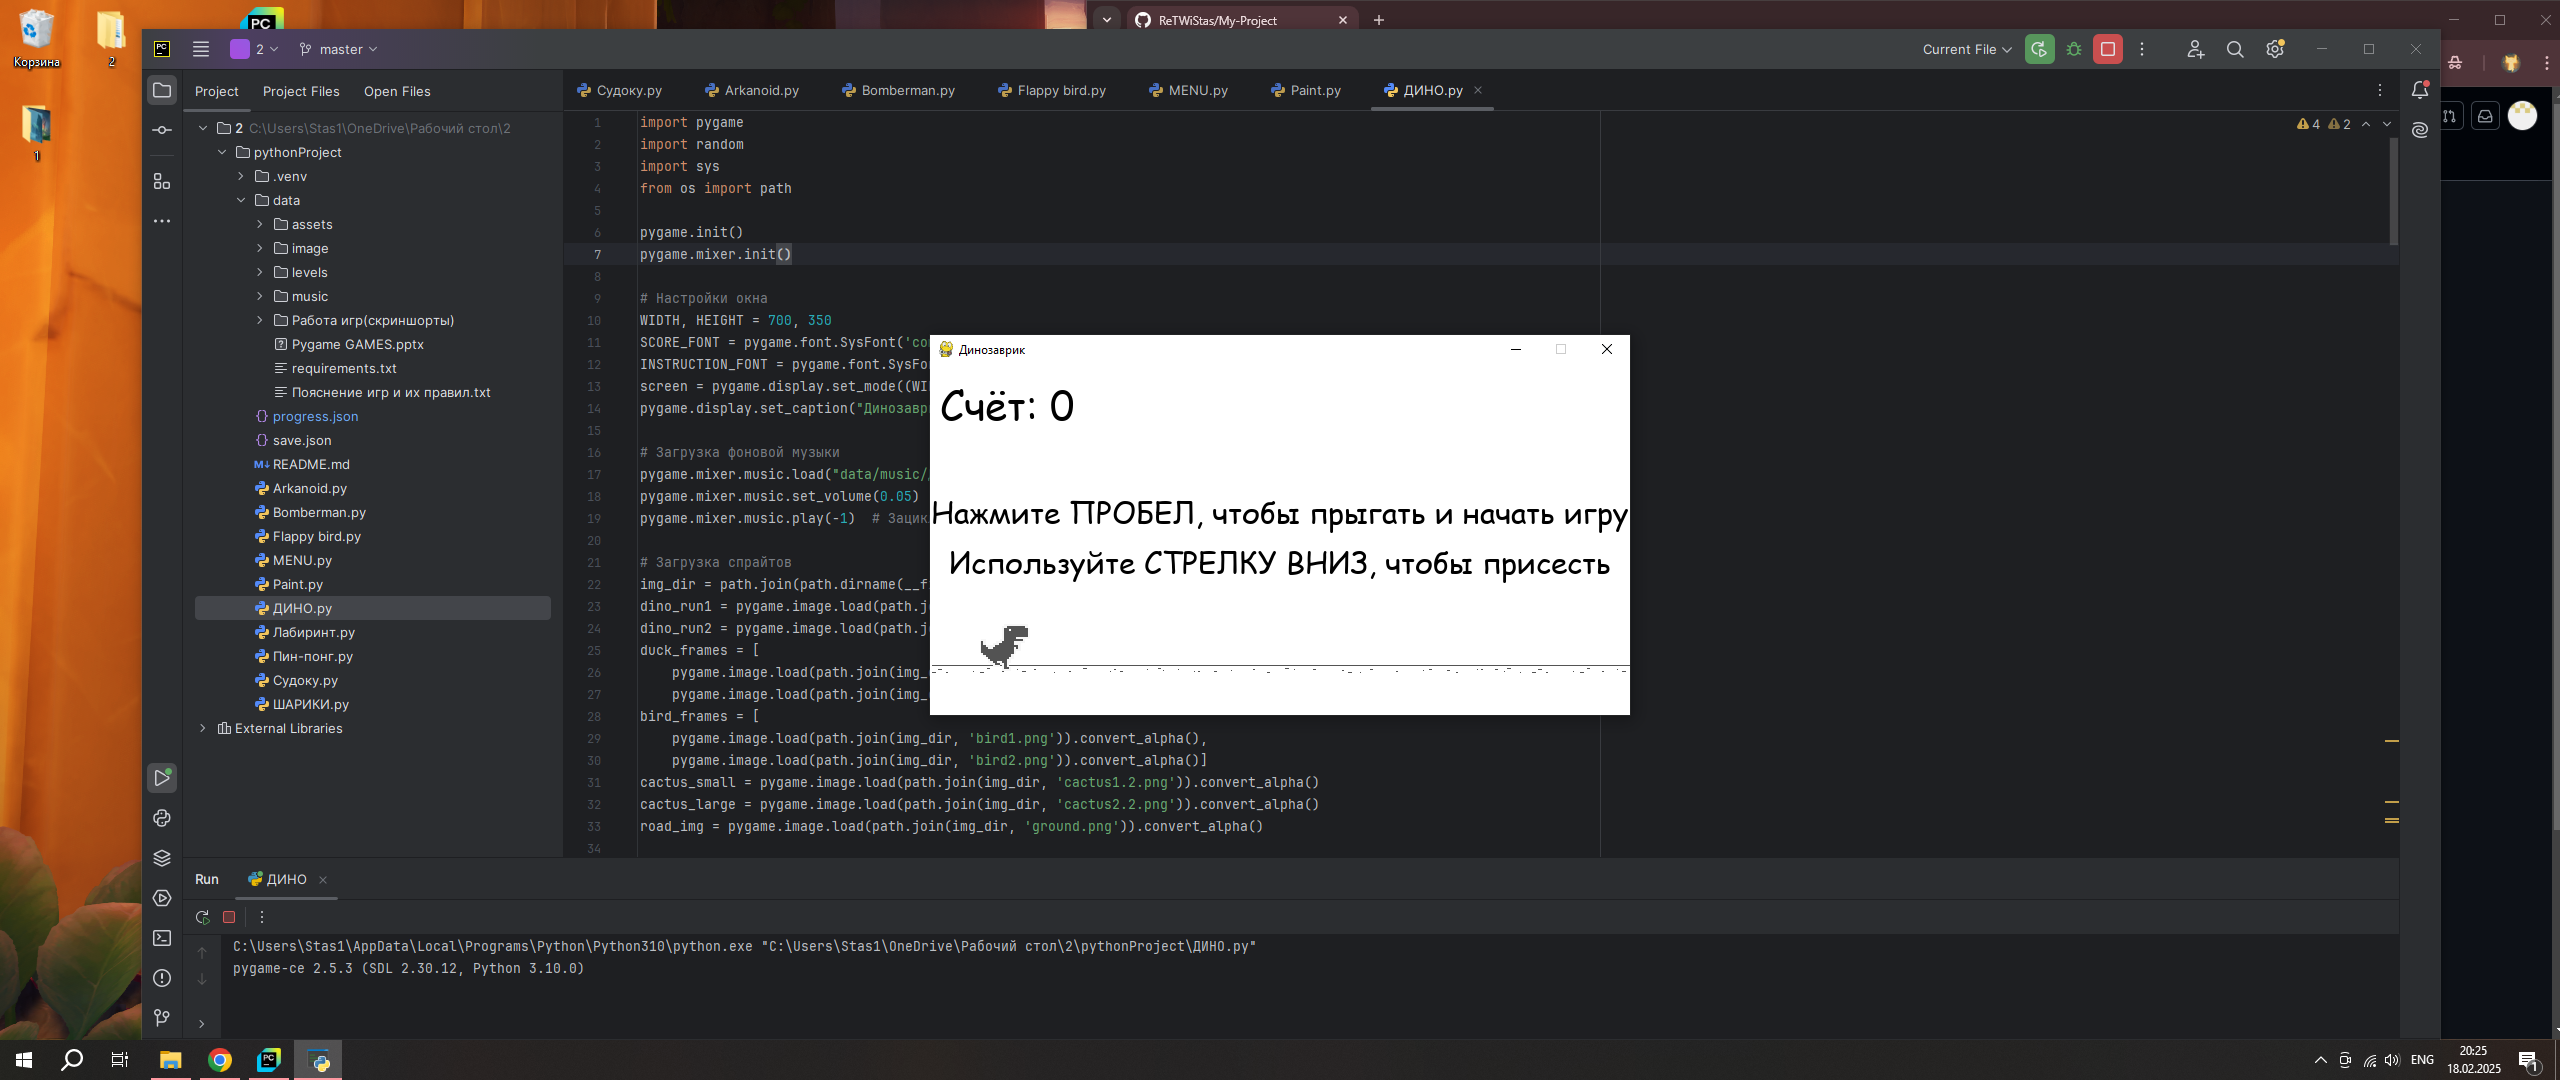 Корзина
2
1
ReTWiStas/My-Project
PC
2
master
Current File
Project
Project Files
Open Files
2 C:\Users\Stas1\OneDrive\Рабочий стол\2
pythonProject
.venv
data
assets
image
levels
music
Работа игр(скриншорты)
Pygame GAMES.pptx
requirements.txt
Пояснение игр и их правил.txt
progress.json
save.json
README.md
Arkanoid.py
Bomberman.py
Flappy bird.py
MENU.py
Paint.py
ДИНО.py
Лабиринт.py
Пин-понг.py
Судоку.py
ШАРИКИ.py
External Libraries
Судоку.py
Arkanoid.py
Bomberman.py
Flappy bird.py
MENU.py
Paint.py
ДИНО.py
4 2
1 import pygame
2 import random
3 import sys
4 from os import path
5
6 pygame.init()
7 pygame.mixer.init()
8
9 # Настройки окна
10 WIDTH, HEIGHT = 700, 350
11 SCORE_FONT = pygame.font.SysFont('co
12 INSTRUCTION_FONT = pygame.font.SysFon
13 screen = pygame.display.set_mode((WI
14 pygame.display.set_caption("Динозавр
15
16 # Загрузка фоновой музыки
17 pygame.mixer.music.load("data/music/
18 pygame.mixer.music.set_volume(0.05)
19 pygame.mixer.music.play(-1) # Зацик
20
21 # Загрузка спрайтов
22 img_dir = path.join(path.dirname(__f
23 dino_run1 = pygame.image.load(path.jo
24 dino_run2 = pygame.image.load(path.jo
25 duck_frames = [
26 pygame.image.load(path.join(img_
27 pygame.image.load(path.join(img_
28 bird_frames = [
29 pygame.image.load(path.join(img_dir, 'bird1.png')).convert_alpha(),
30 pygame.image.load(path.join(img_dir, 'bird2.png')).convert_alpha()]
31 cactus_small = pygame.image.load(path.join(img_dir, 'cactus1.2.png')).convert_alpha()
32 cactus_large = pygame.image.load(path.join(img_dir, 'cactus2.2.png')).convert_alpha()
33 road_img = pygame.image.load(path.join(img_dir, 'ground.png')).convert_alpha()
34
Динозаврик
Счёт: 0
Нажмите ПРОБЕЛ, чтобы прыгать и начать игру
Используйте СТРЕЛКУ ВНИЗ, чтобы присесть
Run
ДИНО
C:\Users\Stas1\AppData\Local\Programs\Python\Python310\python.exe "C:\Users\Stas1\OneDrive\Рабочий стол\2\pythonProject\ДИНО.py"
pygame-ce 2.5.3 (SDL 2.30.12, Python 3.10.0)
ENG
20:25
18.02.2025
1